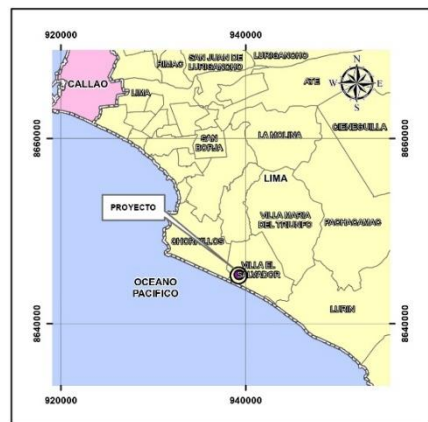 920000 940000
SAN JUAN DE
LURIGANCHO
LURIGANCHO
RIMAC
ATE
N
W E
S
CALLAO
LIMA
CIENEGUILLA
8660000
8660000
SAN
BORJA
LA MOLINA
LIMA
PROYECTO
VILLA MARIA
DEL TRIUNFO
PACHACAMAC
CHORRILLOS
VILLA EL
SALVADOR
OCEANO
PACIFICO
LURIN
8640000
8640000
920000 940000